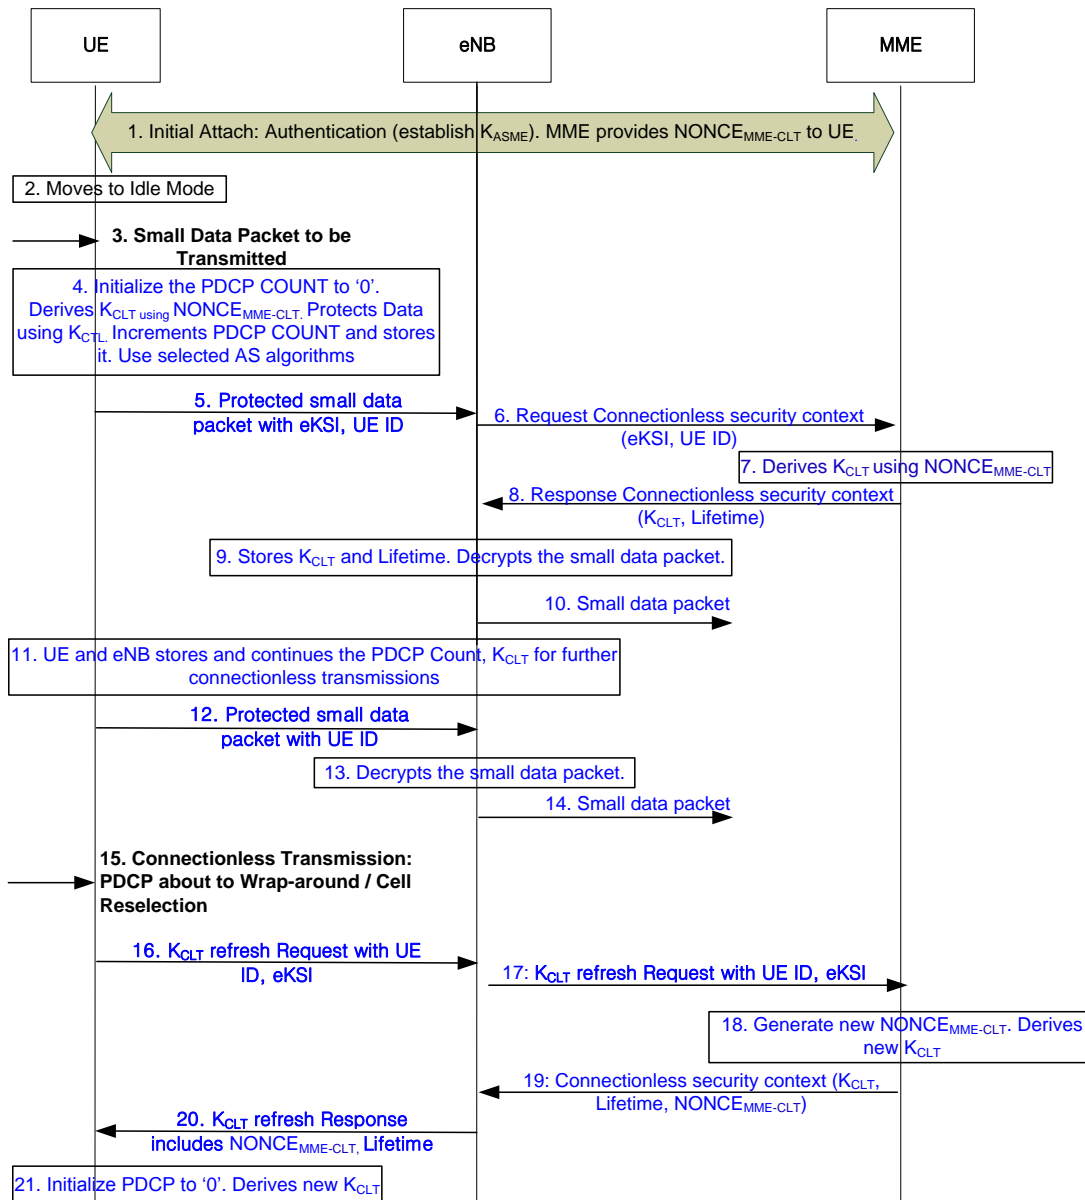 UE
eNB
MME
1. Initial Attach: Authentication (establish KASME). MME provides NONCEMME-CLT to UE.
2. Moves to Idle Mode
3. Small Data Packet to be
Transmitted
4. Initialize the PDCP COUNT to ‘0’.
Derives KCLT using NONCEMME-CLT. Protects Data
using KCTL. Increments PDCP COUNT and stores
it. Use selected AS algorithms
5. Protected small data
packet with eKSI, UE ID
6. Request Connectionless security context
(eKSI, UE ID)
7. Derives KCLT using NONCEMME-CLT
8. Response Connectionless security context
(KCLT, Lifetime)
9. Stores KCLT and Lifetime. Decrypts the small data packet.
10. Small data packet
11. UE and eNB stores and continues the PDCP Count, KCLT for further
connectionless transmissions
12. Protected small data
packet with UE ID
13. Decrypts the small data packet.
14. Small data packet
15. Connectionless Transmission:
PDCP about to Wrap-around / Cell
Reselection
16. KCLT refresh Request with UE
ID, eKSI
17: KCLT refresh Request with UE ID, eKSI
18. Generate new NONCEMME-CLT. Derives
new KCLT
19: Connectionless security context (KCLT,
Lifetime, NONCEMME-CLT)
20. KCLT refresh Response
includes NONCEMME-CLT, Lifetime
21. Initialize PDCP to ‘0’. Derives new KCLT